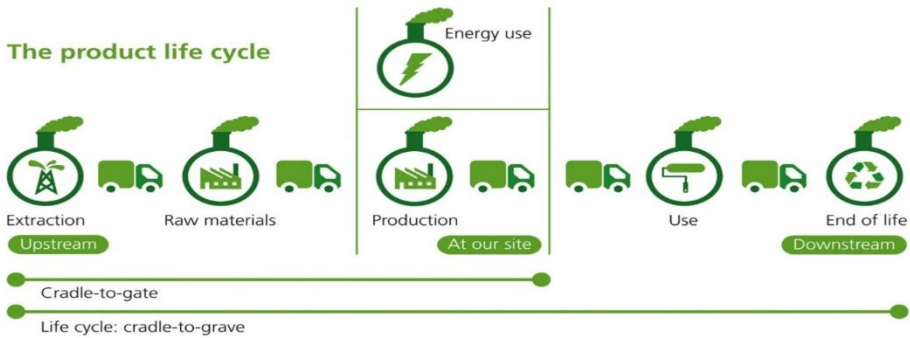 The product life cycle
Energy use
Extraction
Raw materials
Production
Use
End of life
Upstream
At our site
Downstream
Cradle-to-gate
Life cycle: cradle-to-grave